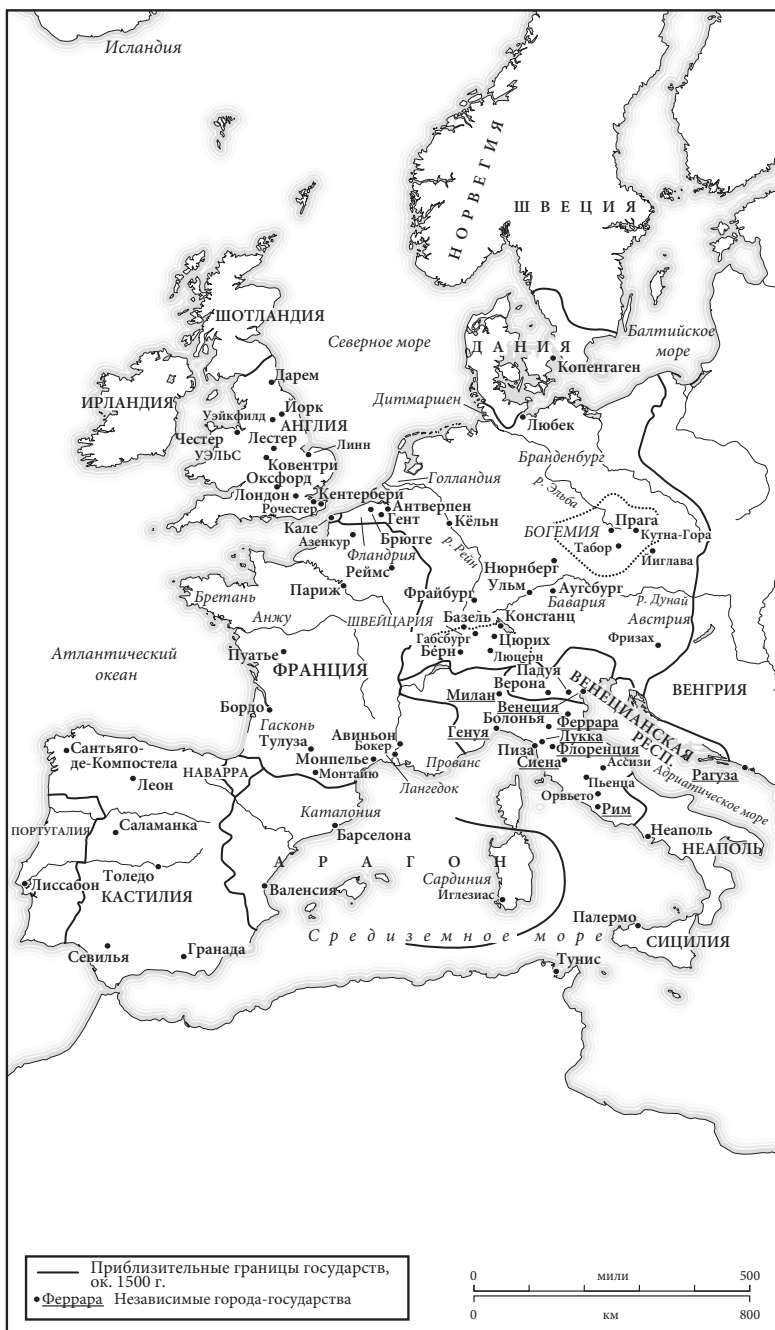 Исландия
НОРВЕГИЯ
ШВЕЦИЯ
ШОТЛАНДИЯ
Северное море
Балтийское
море
ДАНИЯ
Копенгаген
Дарем
ИРЛАНДИЯ
Дитмаршен
Любек
Уэйкфилд
Йорк
АНГЛИЯ
Честер
Лестер
Линн
УЭЛЬС
Ковентри
Бранденбург
Оксфорд
Голландия
р. Эльба
Лондон
Кентербери
Рочестер
Антверпен
Гент
Кёльн
БОГЕМИЯ
Прага
Кутна-Гора
Кале
Азенкур
Брюгге
Табор
Йиглава
Фландрия
р. Рейн
Реймс
Нюрнберг
Париж
Ульм
Аугсбург
Бретань
Фрайбург
Бавария
р. Дунай
Анжу
ШВЕЙЦАРИЯ
Базель
Констанц
Австрия
Габсбург
Цюрих
Фризах
Атлантический
океан
Пуатье
Берн
Люцерн
ФРАНЦИЯ
Падуя
Верона
ВЕНГРИЯ
Милан
Венеция
ВЕНЕЦИАНСКАЯ
РЕСП.
Бордо
Болонья
Феррара
Гасконь
Авиньон
Генуя
Лукка
Тулуза
Бокер
Пиза
Флоренция
Сантьяго-
де-Компостела
Монпелье
Прованс
Сиена
Ассизи
Рагуза
НАВАРРА
Монтайю
Леон
Лангедок
Пьенца
Адриатическое море
Орвьето
Рим
Каталония
ПОРТУГАЛИЯ
Саламанка
Барселона
Неаполь
НЕАПОЛЬ
АРАГОН
Толедо
Сардиния
Лиссабон
КАСТИЛИЯ
Валенсия
Иглезиас
Палермо
Средиземное море
СИЦИЛИЯ
Севилья
Гранада
Тунис
Приблизительные границы государств,
ок. 1500 г.
Феррара Независимые города-государства
0 мили 500
0 км 800